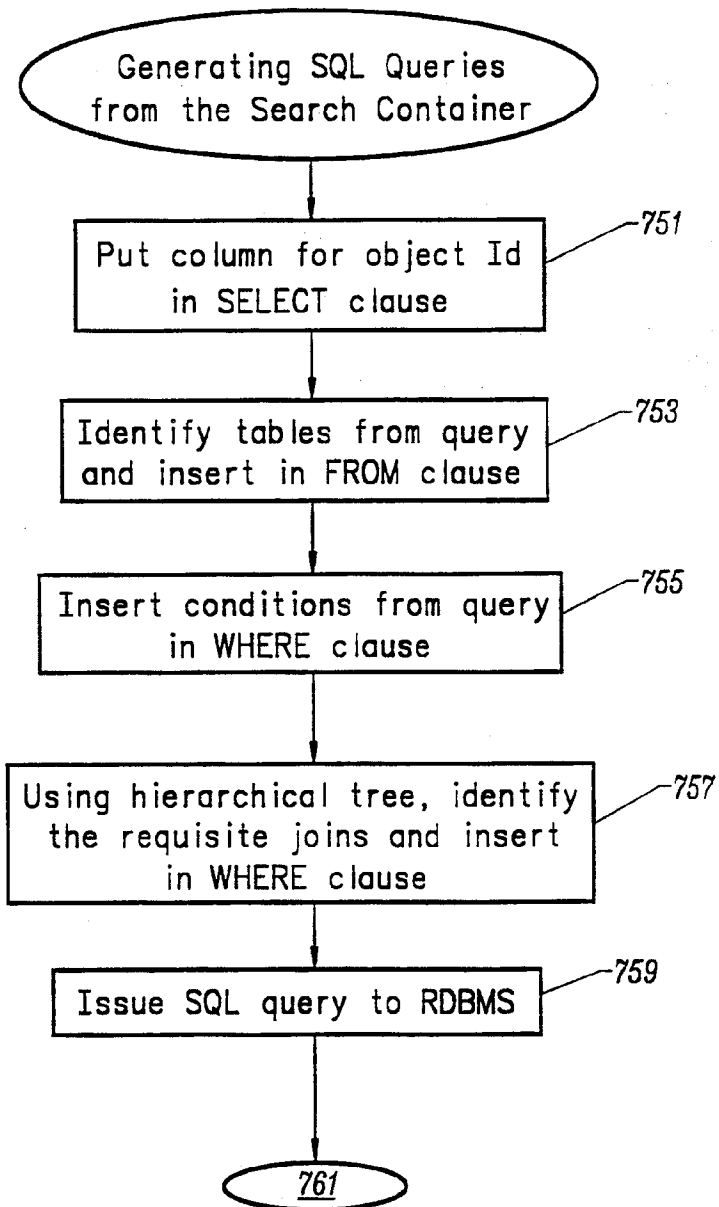 Generating SQL Queries
from the Search Container
751
Put column for object Id
in SELECT clause
753
Identify tables from query
and insert in FROM clause
755
Insert conditions from query
in WHERE clause
757
Using hierarchical tree, identify
the requisite joins and insert
in WHERE clause
759
Issue SQL query to RDBMS
761